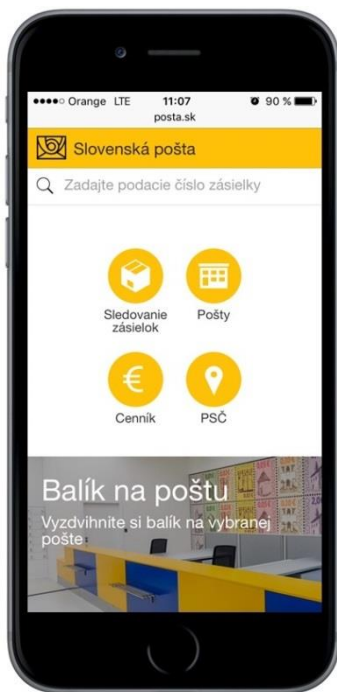 Orange LTE 11:07 90 %
posta.sk
Slovenská pošta
Zadajte podacie číslo zásielky
Sledovanie
zásielok
Pošty
Cenník
PSČ
Balík na poštu
Vyzdvihnite si balík na vybranej
pošte